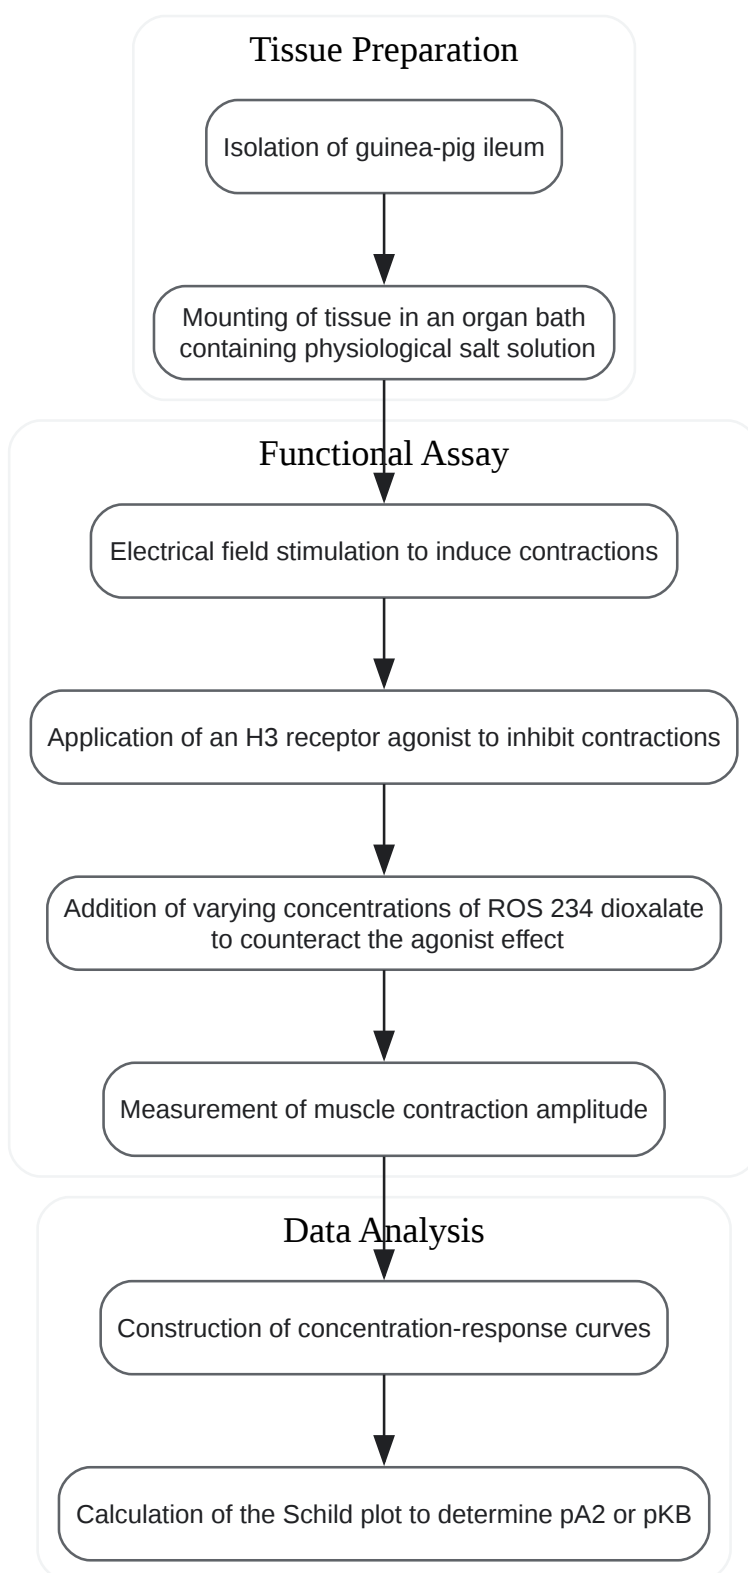 Tissue Preparation
Isolation of guinea-pig ileum
Mounting of tissue in an organ bath
containing physiological salt solution
Functional Assay
Electrical field stimulation to induce contractions
Application of an H3 receptor agonist to inhibit contractions
Addition of varying concentrations of ROS 234 dioxalate
to counteract the agonist effect
Measurement of muscle contraction amplitude
Data Analysis
Construction of concentration-response curves
Calculation of the Schild plot to determine pA2 or pKB